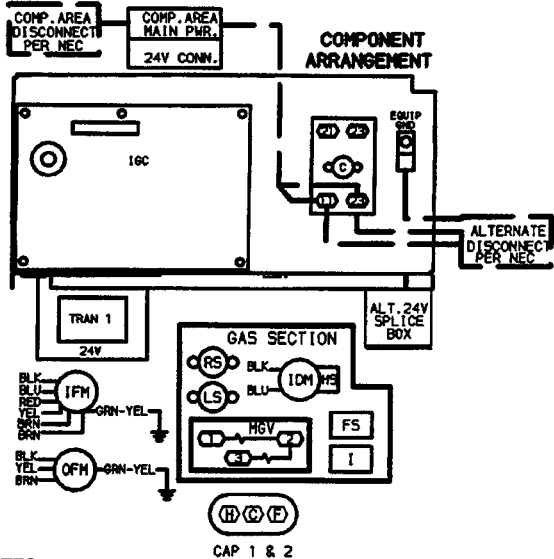 COMP.AREA
DISCONNECT
PER NEC
COMP.AREA
MAIN PWR.
24V CONN.
COMPONENT
ARRANGEMENT
EQUIP
GND
21
23
C
11
23
IGC
ALTERNATE
DISCONNECT
PER NEC
TRAN 1
24V
ALT.24V
SPLICE
BOX
GAS SECTION
RS
LS
BLK
BLU
IDM
HS
MGV
1
2
3
FS
I
BLK
BLU
RED
YEL
BRN
BRN
IFM
GRN-YEL
BLK
YEL
BRN
OFM
GRN-YEL
H C F
CAP 1 & 2